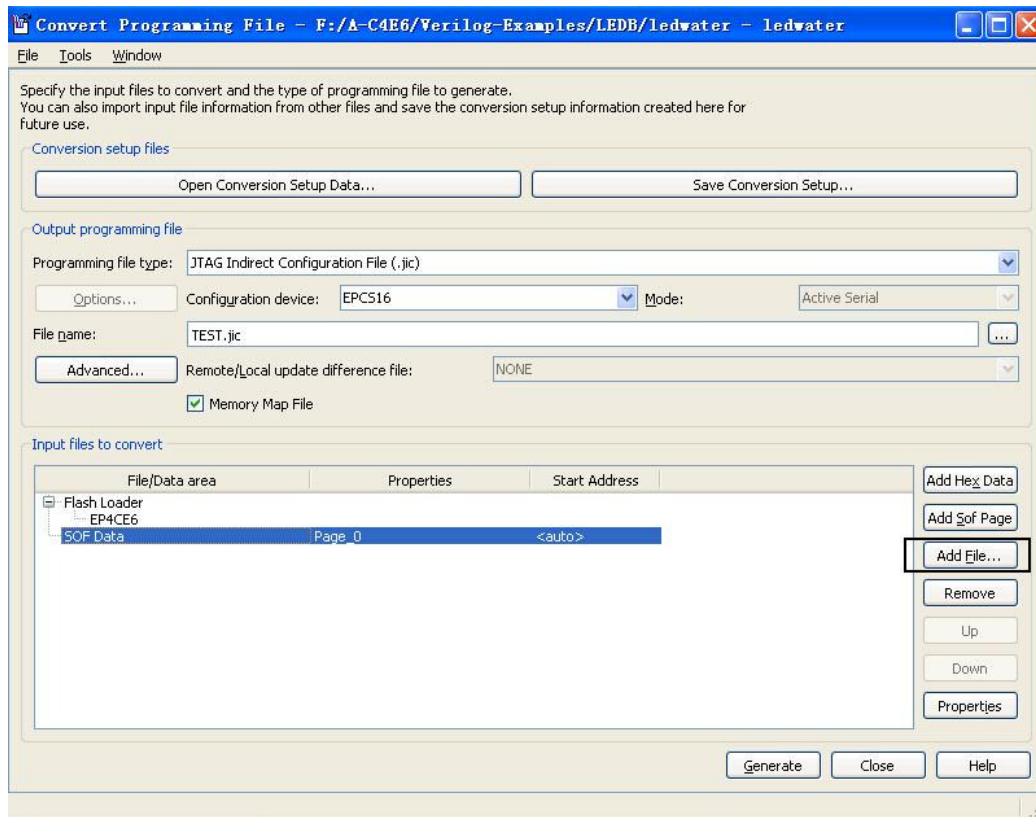 Convert Programming File - F:/A-C4E6/Verilog-Examples/LEDB/ledwater - ledwater
File Tools Window
Specify the input files to convert and the type of programming file to generate.
You can also import input file information from other files and save the conversion setup information created here for
future use.
Conversion setup files
Open Conversion Setup Data... Save Conversion Setup...
Output programming file
Programming file type: JTAG Indirect Configuration File (.jic)
Options... Configuration device: EPCS16 Mode: Active Serial
File name: TEST.jic ...
Advanced... Remote/Local update difference file: NONE
Memory Map File
Input files to convert
File/Data area Properties Start Address Add Hex Data
Flash Loader
EP4CE6 Add Sof Page
SOF Data Page_0 <auto>
Add File...
Remove
Up
Down
Properties
Generate Close Help